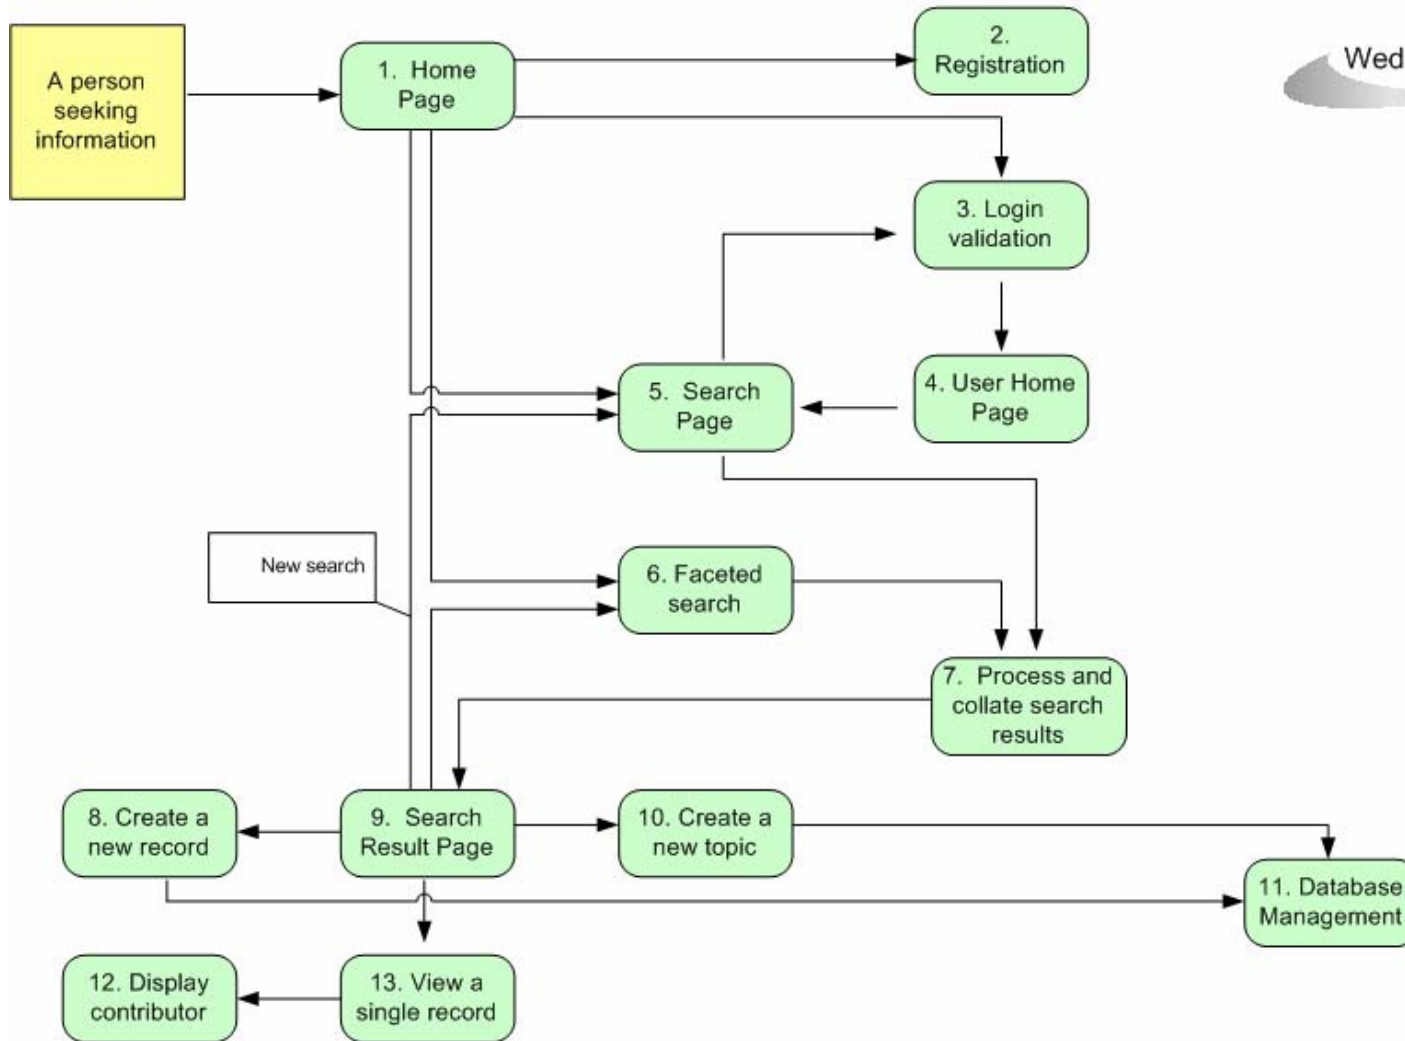 A person
seeking
information
1. Home
Page
2.
Registration
Wed
3. Login
validation
4. User Home
Page
5. Search
Page
New search
6. Faceted
search
7. Process and
collate search
results
8. Create a
new record
9. Search
Result Page
10. Create a
new topic
11. Database
Management
12. Display
contributor
13. View a
single record